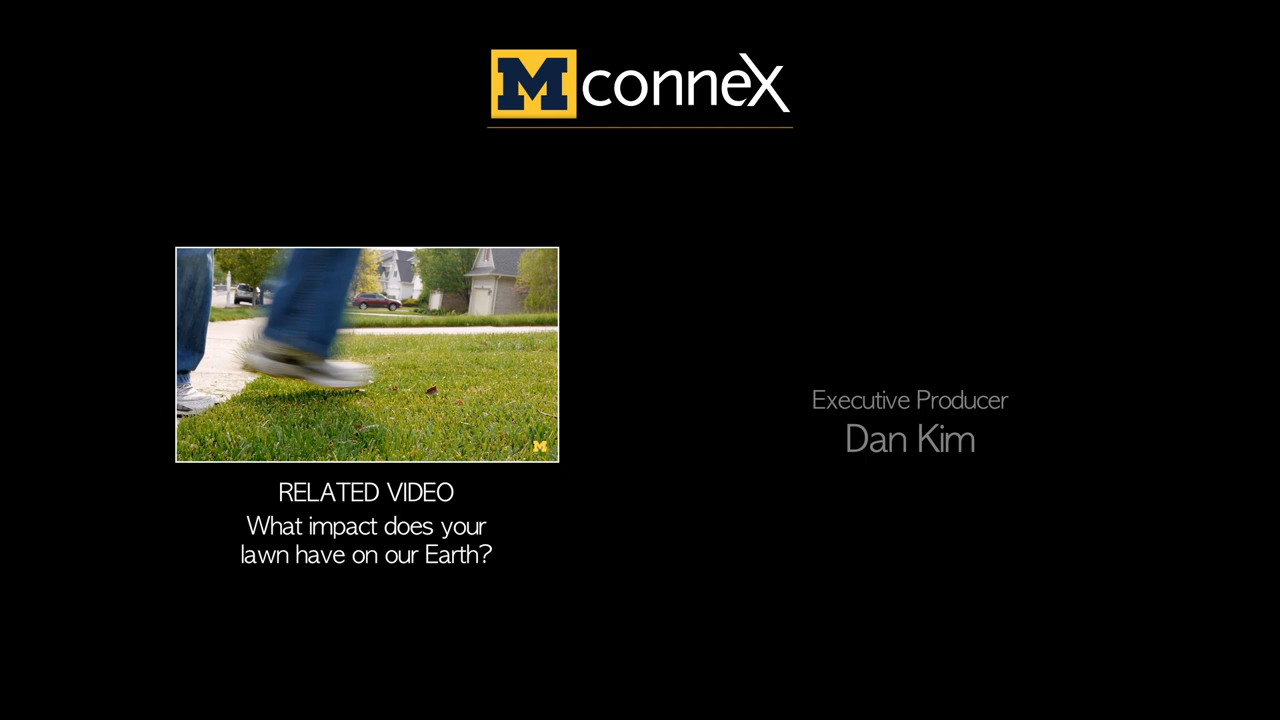 M conneX
RELATED VIDEO
What impact does your
lawn have on our Earth?
Executive Producer
Dan Kim
M